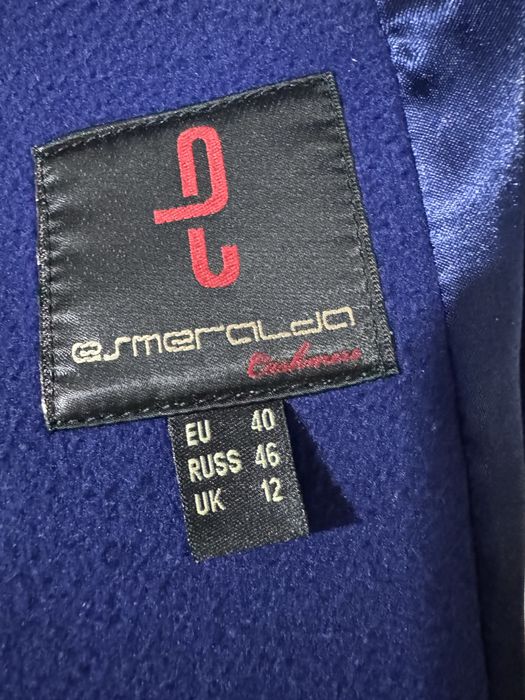 esmeralda
Cashmere
EU 40
RUSS 46
UK 12